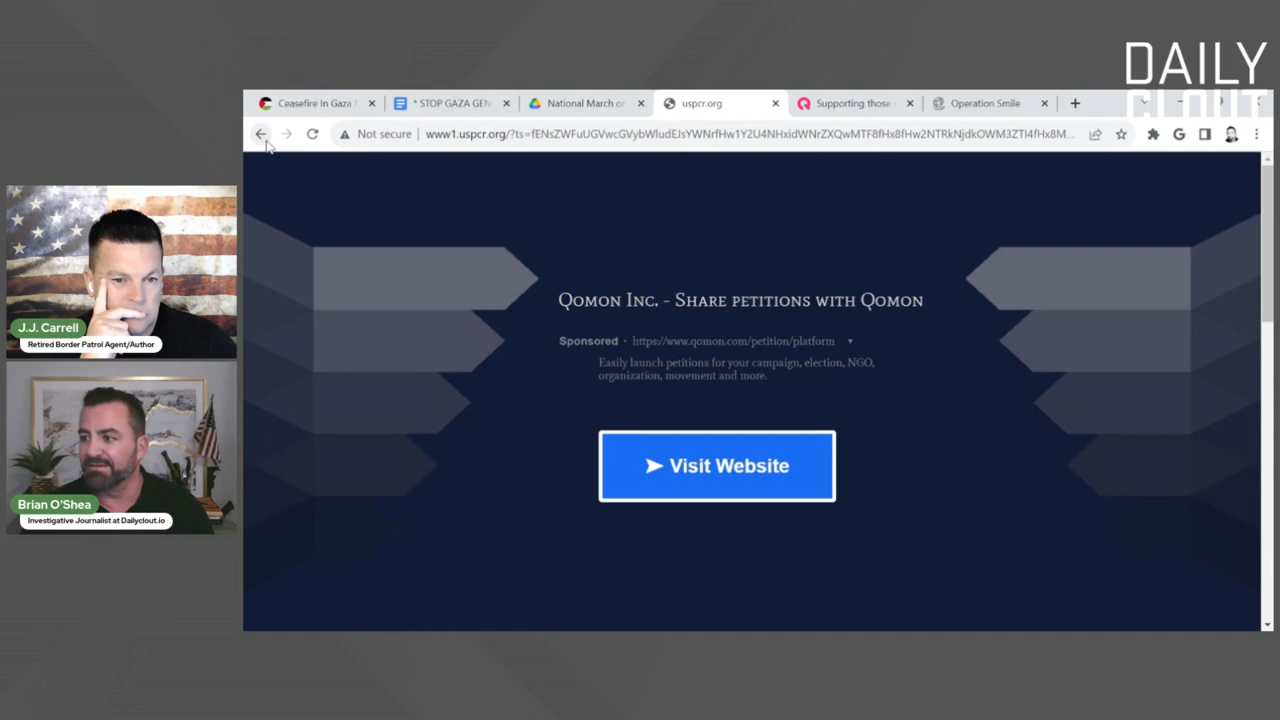 DAILY
CLOUT
Ceasefire In Gaza
* STOP GAZA GEN
National March on
uspcr.org
Supporting those
Operation Smile
Not secure
www1.uspcr.org/?ts=
QOMON INC. - SHARE PETITIONS WITH QOMON
Sponsored · https://www.qomon.com/petition/platform
Easily launch petitions for your campaign, election, NGO,
organization, movement and more.
➤ Visit Website
J.J. Carrell
Retired Border Patrol Agent/Author
Brian O'Shea
Investigative Journalist at Dailyclout.io